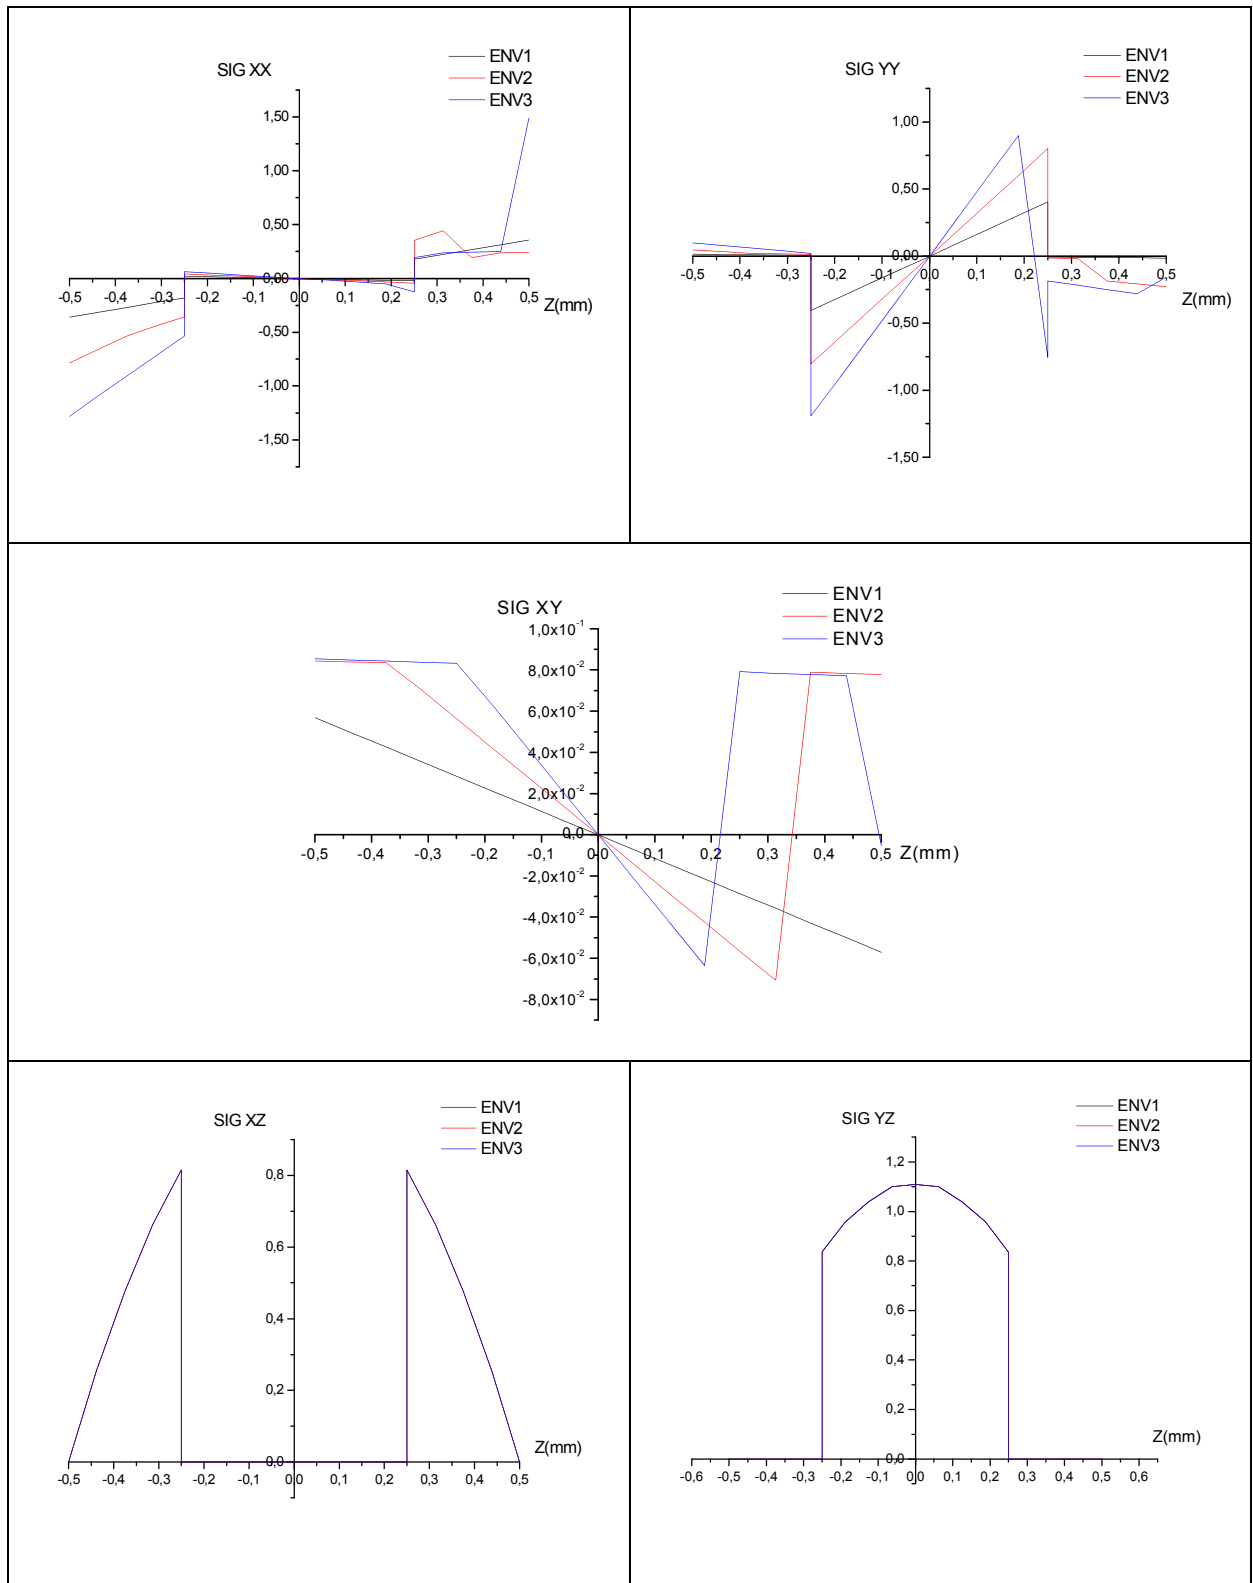 SIG XX
ENV1
ENV2
ENV3
1,50
1,00
0,50
0,00
-0,5 -0,4 -0,3 -0,2 -0,1 0,0 0,1 0,2 0,3 0,4 0,5
Z(mm)
-0,50
-1,00
-1,50
SIG YY
ENV1
ENV2
ENV3
1,00
0,50
0,00
-0,5 -0,4 -0,3 -0,2 -0,1 0,0 0,1 0,2 0,3 0,4 0,5
Z(mm)
-0,50
-1,00
-1,50
SIG XY
ENV1
ENV2
ENV3
1,0x10-1
8,0x10-2
6,0x10-2
4,0x10-2
2,0x10-2
0,0
-0,5 -0,4 -0,3 -0,2 -0,1 0,0 0,1 0,2 0,3 0,4 0,5
Z(mm)
-2,0x10-2
-4,0x10-2
-6,0x10-2
-8,0x10-2
SIG XZ
ENV1
ENV2
ENV3
0,8
0,6
0,4
0,2
0,0
Z(mm)
-0,5 -0,4 -0,3 -0,2 -0,1 0,0 0,1 0,2 0,3 0,4 0,5
SIG YZ
ENV1
ENV2
ENV3
1,2
1,0
0,8
0,6
0,4
0,2
0,0
Z(mm)
-0,6 -0,5 -0,4 -0,3 -0,2 -0,1 0,0 0,1 0,2 0,3 0,4 0,5 0,6